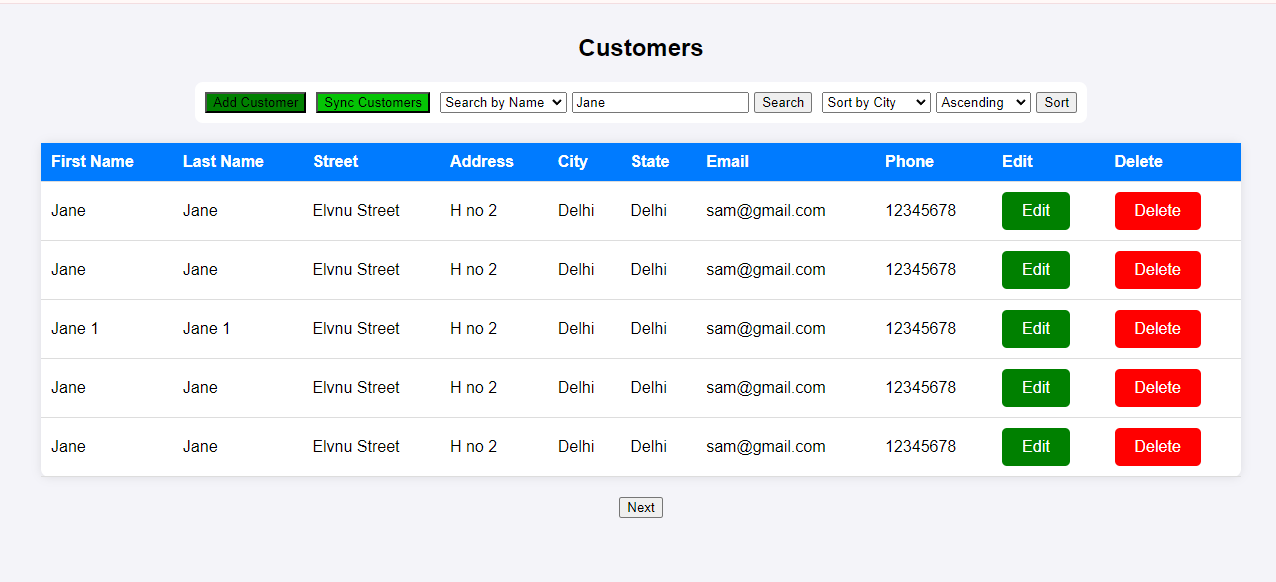 Customers
Add Customer Sync Customers Search by Name Jane Search Sort by City Ascending Sort
First Name Last Name Street Address City State Email Phone Edit Delete
Jane Jane Elvnu Street H no 2 Delhi Delhi sam@gmail.com 12345678 Edit Delete
Jane Jane Elvnu Street H no 2 Delhi Delhi sam@gmail.com 12345678 Edit Delete
Jane 1 Jane 1 Elvnu Street H no 2 Delhi Delhi sam@gmail.com 12345678 Edit Delete
Jane Jane Elvnu Street H no 2 Delhi Delhi sam@gmail.com 12345678 Edit Delete
Jane Jane Elvnu Street H no 2 Delhi Delhi sam@gmail.com 12345678 Edit Delete
Next